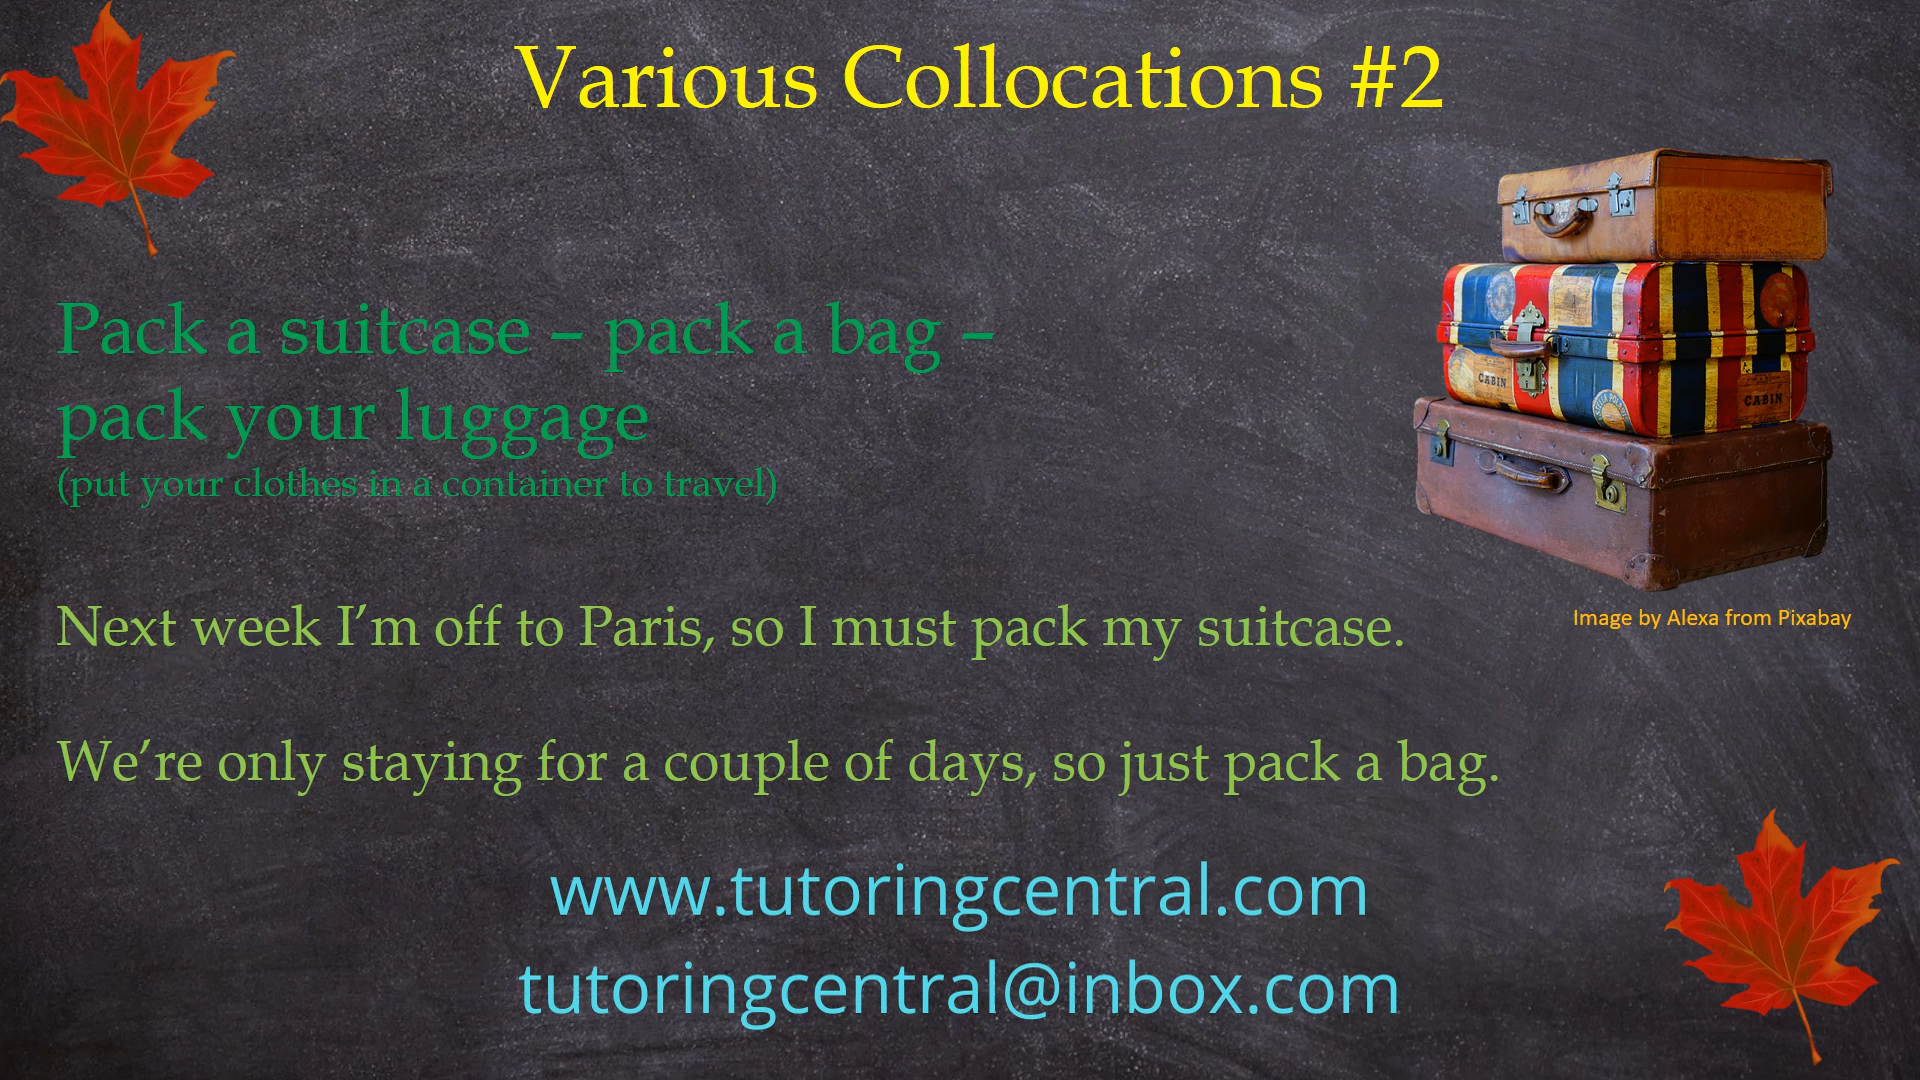 Various Collocations #2
Pack a suitcase – pack a bag –
pack your luggage
(put your clothes in a container to travel)
CABIN
CABIN
Image by Alexa from Pixabay
Next week I’m off to Paris, so I must pack my suitcase.
We’re only staying for a couple of days, so just pack a bag.
www.tutoringcentral.com
tutoringcentral@inbox.com